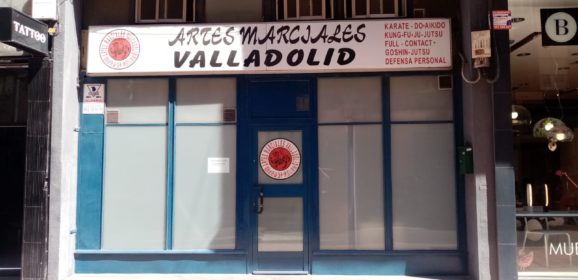 TATTOO
ARTES MARCIALES
VALLADOLID
KARATE - DO-AIKIDO
KUNG-FU-JU-JUTSU
FULL - CONTACT -
GOSHIN-JUTSU
DEFENSA PERSONAL
B
MUE